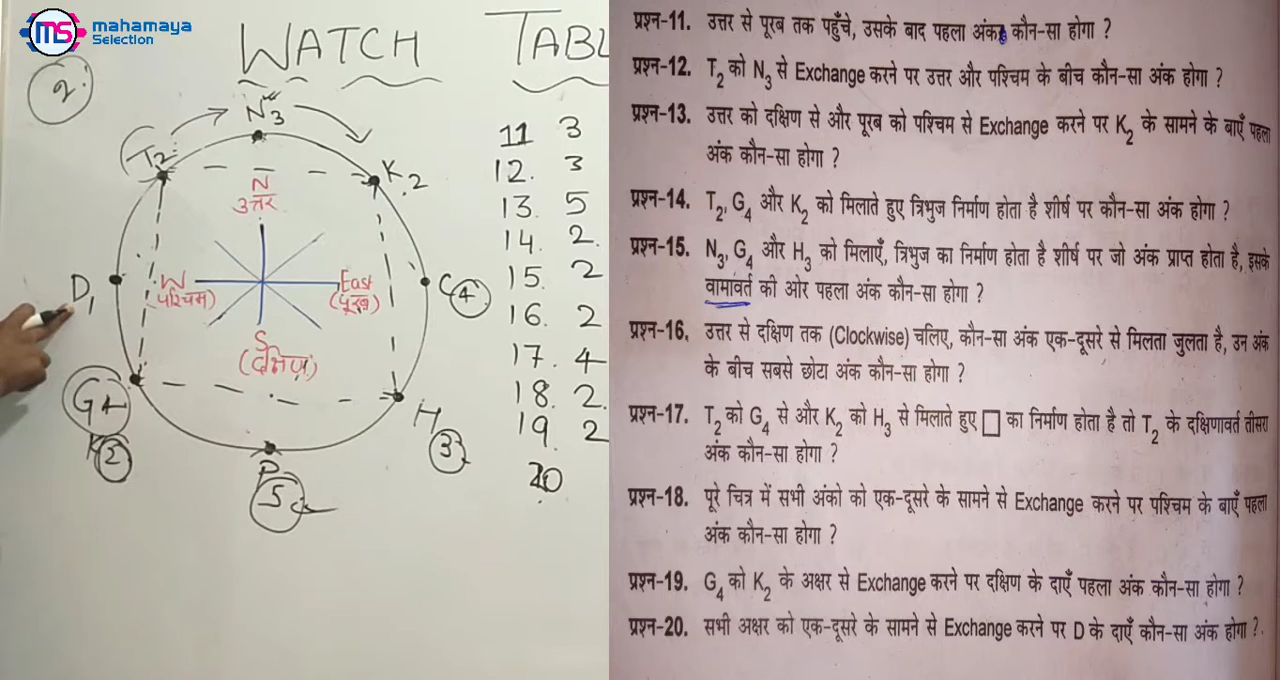 mahamaya
Selection
WATCH TABL
2.
N3
T2
K2
N
उत्तर
D1
W
पश्चिम
East
(पूरब)
C4
S
(दक्षिण)
G4
2
H
3
P
5
11 3
12. 3
13. 5
14. 2.
15. 2
16. 2
17. 4
18. 2.
19. 2
20
प्रश्न-11. उत्तर से पूरब तक पहुँचे, उसके बाद पहला अंक कौन-सा होगा ?
प्रश्न-12. T2 को N3 से Exchange करने पर उत्तर और पश्चिम के बीच कौन-सा अंक होगा ?
प्रश्न-13. उत्तर को दक्षिण से और पूरब को पश्चिम से Exchange करने पर K2 के सामने के बाएँ पहला
अंक कौन-सा होगा ?
प्रश्न-14. T2, G4 और K2 को मिलाते हुए त्रिभुज निर्माण होता है शीर्ष पर कौन-सा अंक होगा ?
प्रश्न-15. N3, G4 और H3 को मिलाएँ, त्रिभुज का निर्माण होता है शीर्ष पर जो अंक प्राप्त होता है, इसके
वामावर्त की ओर पहला अंक कौन-सा होगा ?
प्रश्न-16. उत्तर से दक्षिण तक (Clockwise) चलिए, कौन-सा अंक एक-दूसरे से मिलता जुलता है, उन अंक
के बीच सबसे छोटा अंक कौन-सा होगा ?
प्रश्न-17. T2 को G4 से और K2 को H3 से मिलाते हुए □ का निर्माण होता है तो T2 के दक्षिणावर्त तीसरा
अंक कौन-सा होगा ?
प्रश्न-18. पूरे चित्र में सभी अंको को एक-दूसरे के सामने से Exchange करने पर पश्चिम के बाएँ पहला
अंक कौन-सा होगा ?
प्रश्न-19. G4 को K2 के अक्षर से Exchange करने पर दक्षिण के दाएँ पहला अंक कौन-सा होगा ?
प्रश्न-20. सभी अक्षर को एक-दूसरे के सामने से Exchange करने पर D के दाएँ कौन-सा अंक होगा ?